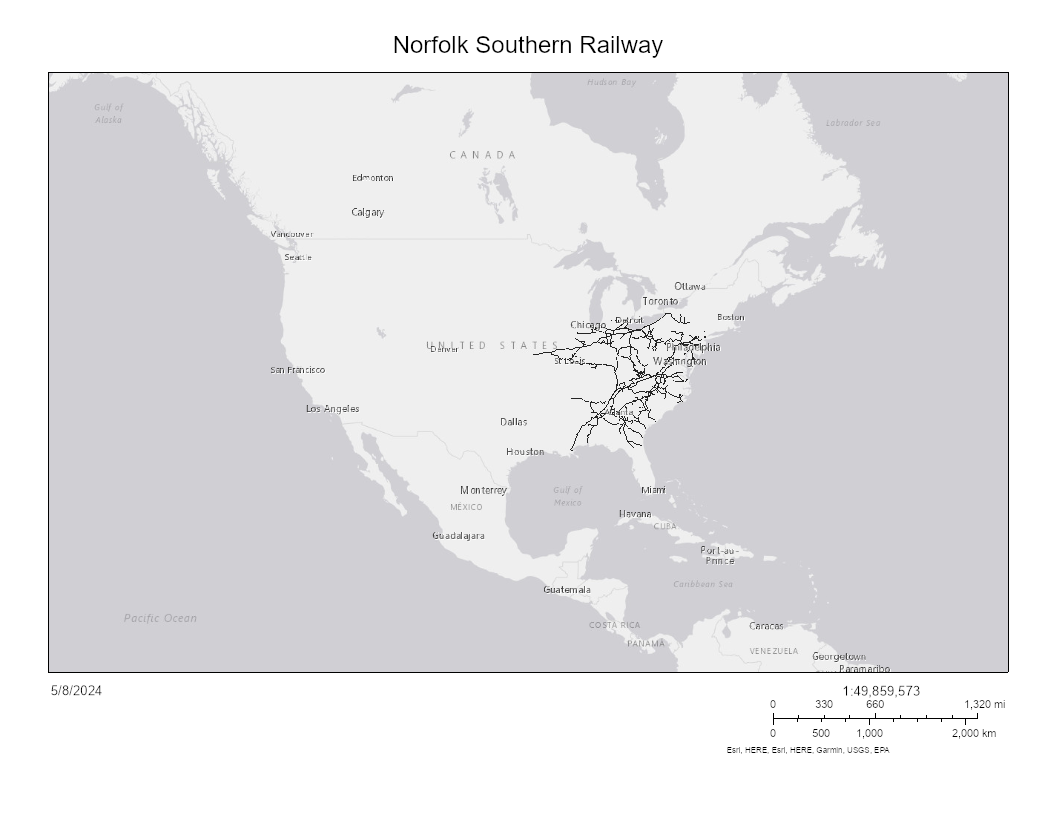 Norfolk Southern Railway
Hudson Bay
Gulf of
Alaska
Labrador Sea
CANADA
Edmonton
Calgary
Vancouver
Seattle
Ottawa
Toronto
Boston
Detroit
Chicago
UNITED STATES
Denver
Philadelphia
St Louis
Washington
San Francisco
Los Angeles
Atlanta
Dallas
Houston
Monterrey
Gulf of
Mexico
Miami
MÉXICO
Havana
CUBA
Guadalajara
Port-au-
Prince
Caribbean Sea
Guatemala
Pacific Ocean
COSTA RICA
Caracas
PANAMA
VENEZUELA
Georgetown
Paramaribo
5/8/2024
1:49,859,573
0 330 660 1,320 mi
0 500 1,000 2,000 km
Esri, HERE, Esri, HERE, Garmin, USGS, EPA